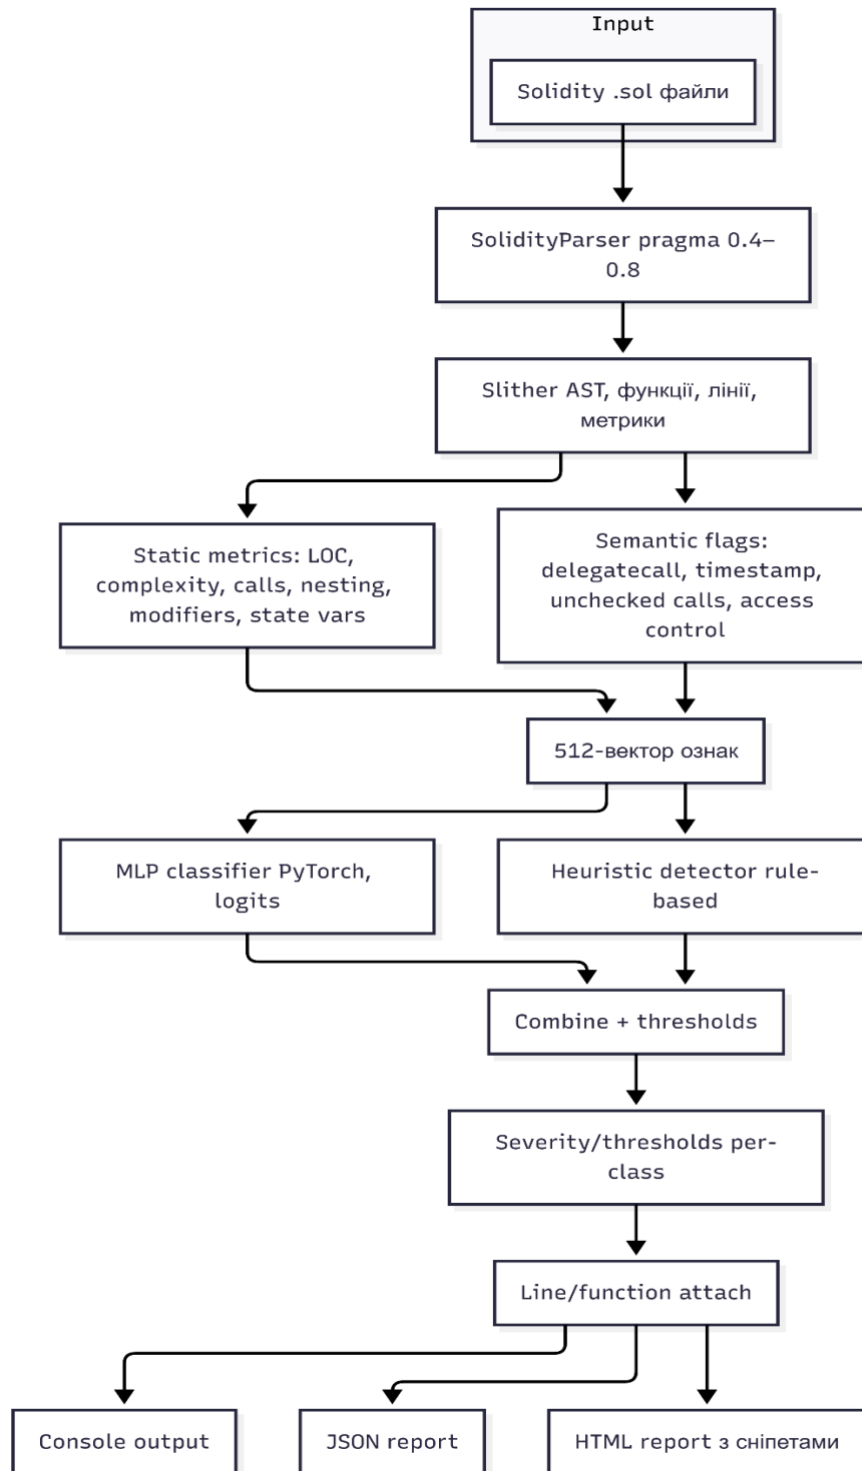 Input
Solidity .sol файли
SolidityParser pragma 0.4–
0.8
Slither AST, функції, лінії,
метрики
Static metrics: LOC,
complexity, calls, nesting,
modifiers, state vars
Semantic flags:
delegatecall, timestamp,
unchecked calls, access
control
512-вектор ознак
MLP classifier PyTorch,
logits
Heuristic detector rule-
based
Combine + thresholds
Severity/thresholds per-
class
Line/function attach
Console output
JSON report
HTML report з сніпетами